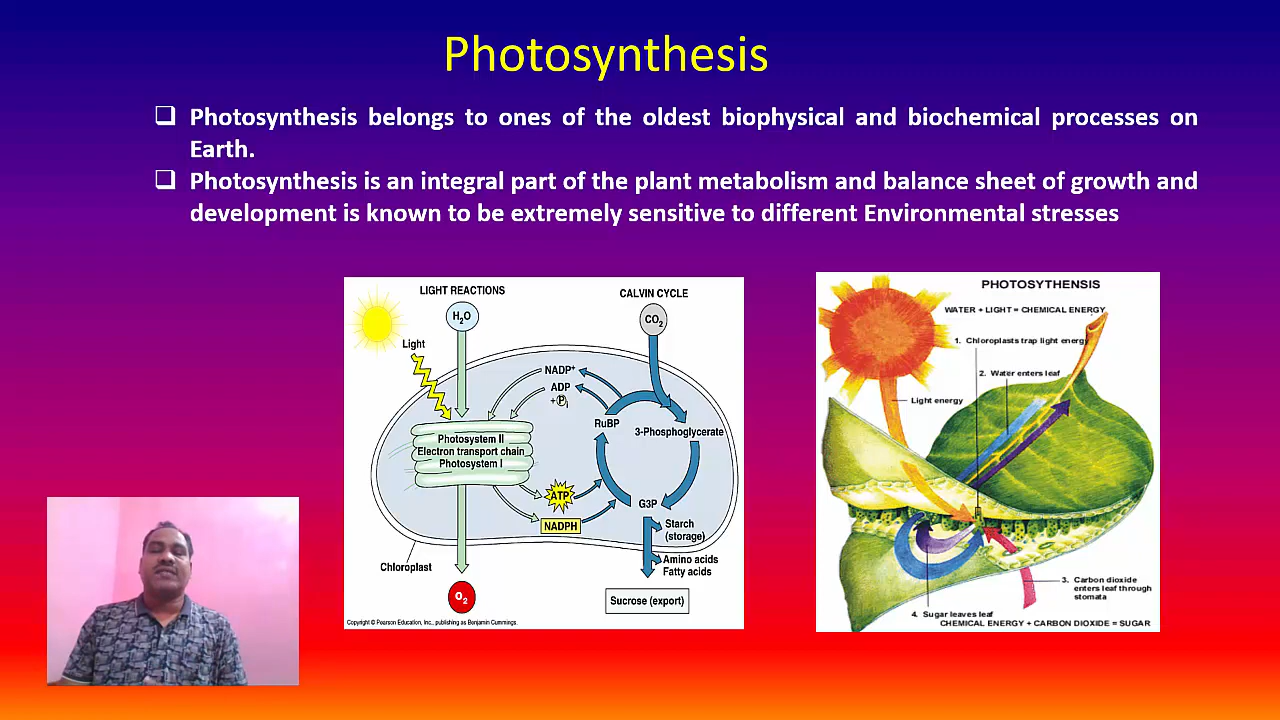 Photosynthesis
❑ Photosynthesis belongs to ones of the oldest biophysical and biochemical processes on
Earth.
❑ Photosynthesis is an integral part of the plant metabolism and balance sheet of growth and
development is known to be extremely sensitive to different Environmental stresses
LIGHT REACTIONS
CALVIN CYCLE
H₂O
CO₂
Light
NADP⁺
ADP
+ Pᵢ
RuBP
3-Phosphoglycerate
Photosystem II
Electron transport chain
Photosystem I
ATP
NADPH
G3P
Starch
(storage)
Amino acids
Fatty acids
Chloroplast
O₂
Sucrose (export)
Copyright © Pearson Education, Inc., publishing as Benjamin Cummings.
PHOTOSYTHENSIS
WATER + LIGHT = CHEMICAL ENERGY
1. Chloroplasts trap light energy
2. Water enters leaf
Light energy
3. Carbon dioxide
enters leaf through
stomata
4. Sugar leaves leaf
CHEMICAL ENERGY + CARBON DIOXIDE = SUGAR